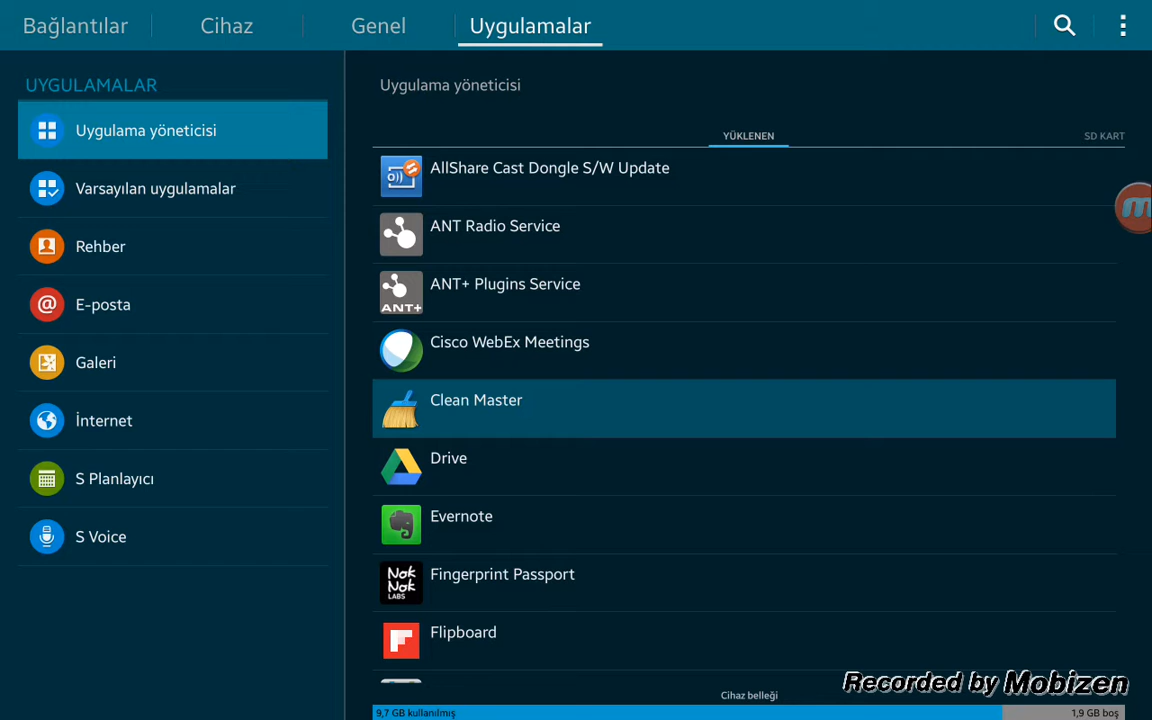 Bağlantılar Cihaz Genel Uygulamalar
UYGULAMALAR
Uygulama yöneticisi
Varsayılan uygulamalar
Rehber
@ E-posta
Galeri
İnternet
S Planlayıcı
S Voice
Uygulama yöneticisi
YÜKLENEN SD KART
AllShare Cast Dongle S/W Update
ANT Radio Service
ANT+ ANT+ Plugins Service
Cisco WebEx Meetings
Clean Master
Drive
Evernote
Nok Nok LABS Fingerprint Passport
Flipboard
Cihaz belleği
9,7 GB kullanılmış 1,9 GB boş
m
Recorded by Mobizen